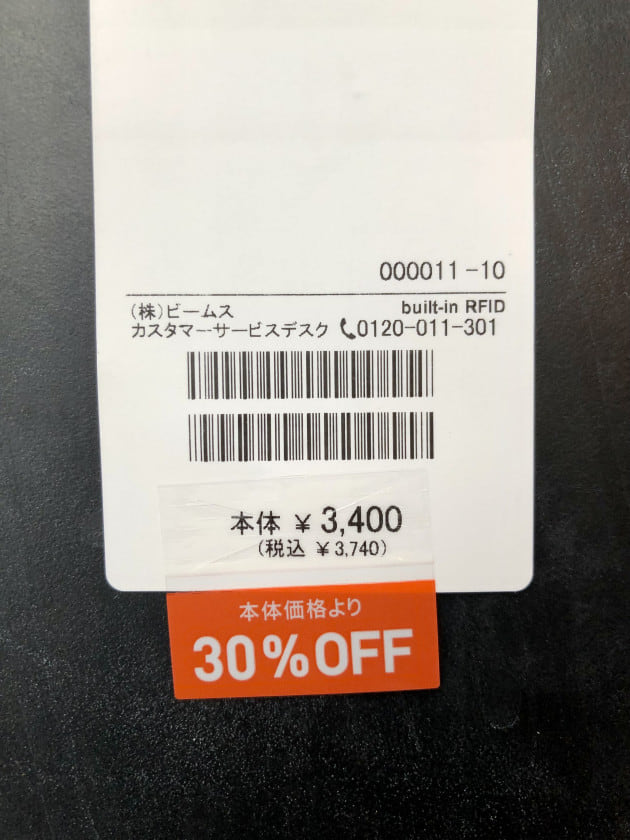 000011-10
(株)ビームス built-in RFID
カスタマーサービスデスク 0120-011-301
本体 ¥ 3,400
(税込 ¥ 3,740)
本体価格より
30%OFF